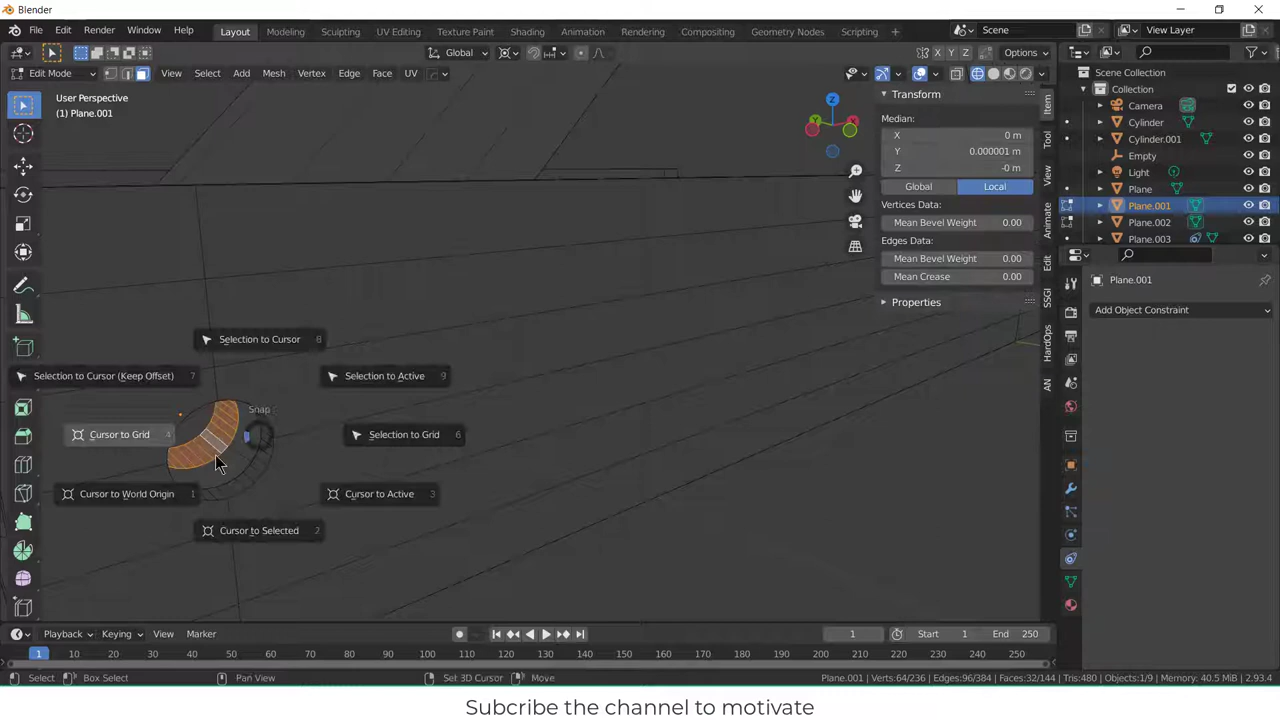 Blender
File Edit Render Window Help Layout Modeling Sculpting UV Editing Texture Paint Shading Animation Rendering Compositing Geometry Nodes Scripting + Scene View Layer
Global X Y Z Options
Edit Mode View Select Add Mesh Vertex Edge Face UV
User Perspective
(1) Plane.001
Z
Y
X
Transform
Median:
X 0 m
Y 0.000001 m
Z -0 m
Global Local
Vertices Data:
Mean Bevel Weight 0.00
Edges Data:
Mean Bevel Weight 0.00
Mean Crease 0.00
Properties
Item
Tool
View
Animate
Edit
SSGI
HardOps
AN
Scene Collection
Collection
Camera
Cylinder
Cylinder.001
Empty
Light
Plane
Plane.001
Plane.002
Plane.003
Plane.001
Add Object Constraint
Selection to Cursor 8
Selection to Cursor (Keep Offset) 7
Selection to Active 9
Snap
Cursor to Grid 4
Selection to Grid 6
Cursor to World Origin 1
Cursor to Active 3
Cursor to Selected 2
Playback Keying View Marker 1 Start 1 End 250
1 10 20 30 40 50 60 70 80 90 100 110 120 130 140 150 160 170 180 190 200 210 220 230 240 250
Select Box Select Pan View Set 3D Cursor Move Plane.001 | Verts:64/236 | Edges:96/384 | Faces:32/144 | Tris:480 | Objects:1/9 | Memory: 40.5 MiB | 2.93.4
Subcribe the channel to motivate